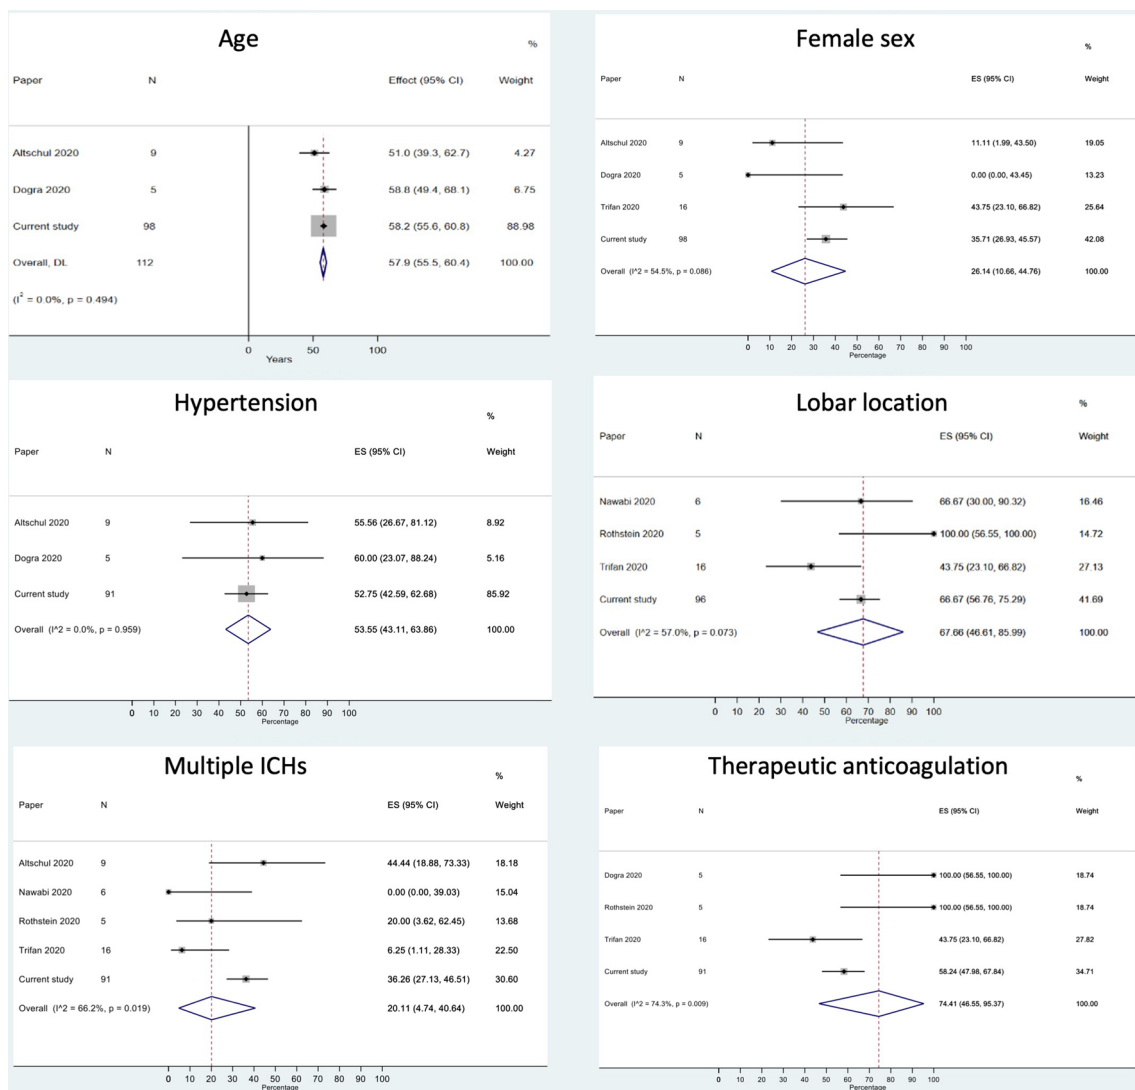 Age
%
Paper N Effect (95% CI) Weight
Altschul 2020 9 51.0 (39.3, 62.7) 4.27
Dogra 2020 5 58.8 (49.4, 68.1) 6.75
Current study 98 58.2 (55.6, 60.8) 88.98
Overall, DL 112 57.9 (55.5, 60.4) 100.00
(I² = 0.0%, p = 0.494)
0 50 100
Years
Female sex
%
Paper N ES (95% CI) Weight
Altschul 2020 9 11.11 (1.99, 43.50) 19.05
Dogra 2020 5 0.00 (0.00, 43.45) 13.23
Trifan 2020 16 43.75 (23.10, 66.82) 25.64
Current study 98 35.71 (26.93, 45.57) 42.08
Overall (I^2 = 54.5%, p = 0.086) 26.14 (10.66, 44.76) 100.00
0 10 20 30 40 50 60 70 80 90 100
Percentage
Hypertension
%
Paper N ES (95% CI) Weight
Altschul 2020 9 55.56 (26.67, 81.12) 8.92
Dogra 2020 5 60.00 (23.07, 88.24) 5.16
Current study 91 52.75 (42.59, 62.68) 85.92
Overall (I^2 = 0.0%, p = 0.959) 53.55 (43.11, 63.86) 100.00
0 10 20 30 40 50 60 70 80 90 100
Percentage
Lobar location
%
Paper N ES (95% CI) Weight
Nawabi 2020 6 66.67 (30.00, 90.32) 16.46
Rothstein 2020 5 100.00 (56.55, 100.00) 14.72
Trifan 2020 16 43.75 (23.10, 66.82) 27.13
Current study 96 66.67 (56.76, 75.29) 41.69
Overall (I^2 = 57.0%, p = 0.073) 67.66 (46.61, 85.99) 100.00
0 10 20 30 40 50 60 70 80 90 100
Percentage
Multiple ICHs
%
Paper N ES (95% CI) Weight
Altschul 2020 9 44.44 (18.88, 73.33) 18.18
Nawabi 2020 6 0.00 (0.00, 39.03) 15.04
Rothstein 2020 5 20.00 (3.62, 62.45) 13.68
Trifan 2020 16 6.25 (1.11, 28.33) 22.50
Current study 91 36.26 (27.13, 46.51) 30.60
Overall (I^2 = 66.2%, p = 0.019) 20.11 (4.74, 40.64) 100.00
0 10 20 30 40 50 60 70 80 90 100
Percentage
Therapeutic anticoagulation
%
Paper N ES (95% CI) Weight
Dogra 2020 5 100.00 (56.55, 100.00) 18.74
Rothstein 2020 5 100.00 (56.55, 100.00) 18.74
Trifan 2020 16 43.75 (23.10, 66.82) 27.82
Current study 91 58.24 (47.98, 67.84) 34.71
Overall (I^2 = 74.3%, p = 0.009) 74.41 (46.55, 95.37) 100.00
0 10 20 30 40 50 60 70 80 90 100
Percentage